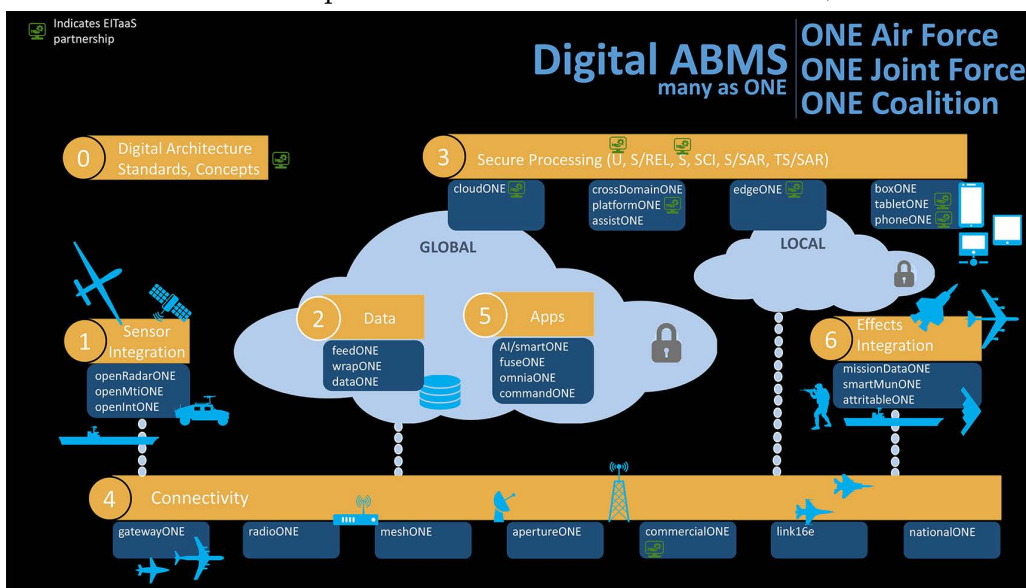 Indicates EITaaS
partnership
Digital ABMS
many as ONE
ONE Air Force
ONE Joint Force
ONE Coalition
0
Digital Architecture
Standards, Concepts
3
Secure Processing (U, S/REL, S, SCI, S/SAR, TS/SAR)
cloudONE
crossDomainONE
platformONE
assistONE
edgeONE
boxONE
tabletONE
phoneONE
GLOBAL
LOCAL
1
Sensor
Integration
openRadarONE
openMtiONE
openIntONE
2
Data
feedONE
wrapONE
dataONE
5
Apps
AI/smartONE
fuseONE
omniaONE
commandONE
6
Effects
Integration
missionDataONE
smartMunONE
attritableONE
4
Connectivity
gatewayONE
radioONE
meshONE
apertureONE
commercialONE
link16e
nationalONE